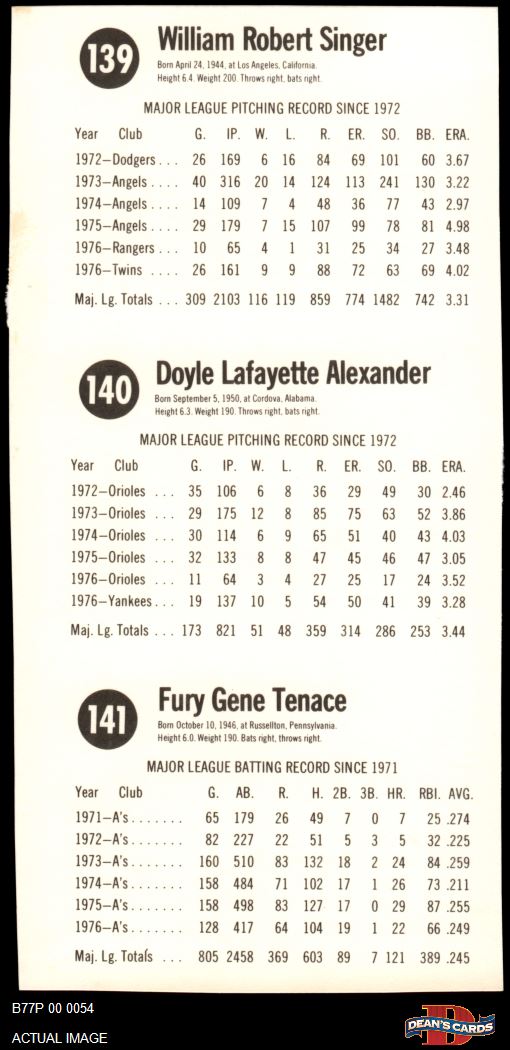 139
William Robert Singer
Born April 24, 1944, at Los Angeles, California.
Height 6.4. Weight 200. Throws right, bats right.
MAJOR LEAGUE PITCHING RECORD SINCE 1972
Year Club G. IP. W. L. R. ER. SO. BB. ERA.
1972—Dodgers . . . 26 169 6 16 84 69 101 60 3.67
1973—Angels . . . . 40 316 20 14 124 113 241 130 3.22
1974—Angels . . . . 14 109 7 4 48 36 77 43 2.97
1975—Angels . . . . 29 179 7 15 107 99 78 81 4.98
1976—Rangers . . . 10 65 4 1 31 25 34 27 3.48
1976—Twins . . . . 26 161 9 9 88 72 63 69 4.02
Maj. Lg. Totals . . . 309 2103 116 119 859 774 1482 742 3.31
140
Doyle Lafayette Alexander
Born September 5, 1950, at Cordova, Alabama.
Height 6.3. Weight 190. Throws right, bats right.
MAJOR LEAGUE PITCHING RECORD SINCE 1972
Year Club G. IP. W. L. R. ER. SO. BB. ERA.
1972—Orioles . . . 35 106 6 8 36 29 49 30 2.46
1973—Orioles . . . 29 175 12 8 85 75 63 52 3.86
1974—Orioles . . . 30 114 6 9 65 51 40 43 4.03
1975—Orioles . . . 32 133 8 8 47 45 46 47 3.05
1976—Orioles . . . 11 64 3 4 27 25 17 24 3.52
1976—Yankees . . . 19 137 10 5 54 50 41 39 3.28
Maj. Lg. Totals . . . 173 821 51 48 359 314 286 253 3.44
141
Fury Gene Tenace
Born October 10, 1946, at Russellton, Pennsylvania.
Height 6.0. Weight 190. Bats right, throws right.
MAJOR LEAGUE BATTING RECORD SINCE 1971
Year Club G. AB. R. H. 2B. 3B. HR. RBI. AVG.
1971—A's . . . . . . . 65 179 26 49 7 0 7 25 .274
1972—A's . . . . . . . 82 227 22 51 5 3 5 32 .225
1973—A's . . . . . . . 160 510 83 132 18 2 24 84 .259
1974—A's . . . . . . . 158 484 71 102 17 1 26 73 .211
1975—A's . . . . . . . 158 498 83 127 17 0 29 87 .255
1976—A's . . . . . . . 128 417 64 104 19 1 22 66 .249
Maj. Lg. Totals . . . 805 2458 369 603 89 7 121 389 .245
B77P 00 0054
ACTUAL IMAGE
D
DEAN'S CARDS